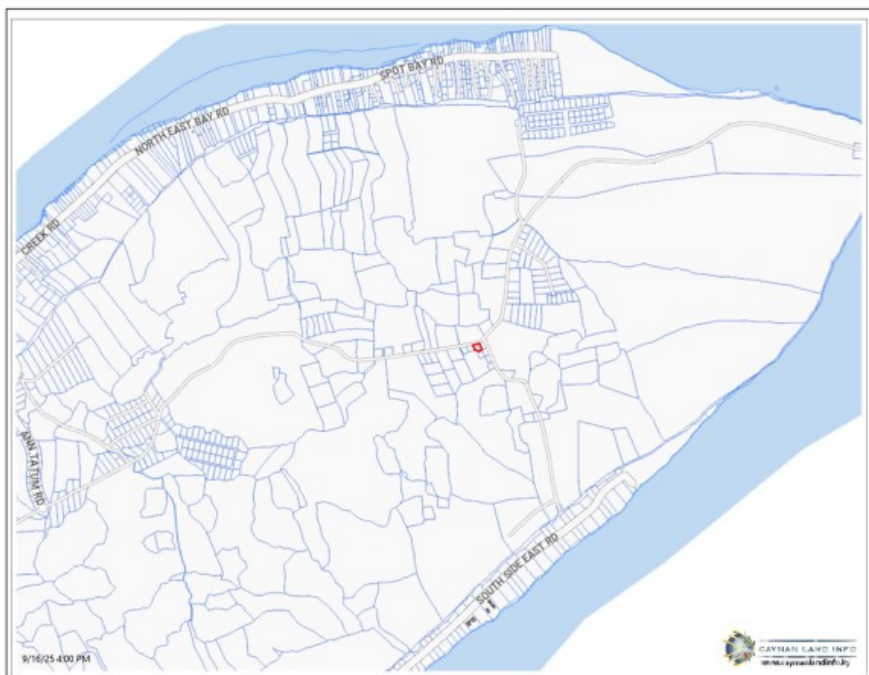 SPOT BAY RD
NORTH EAST BAY RD
CREEK RD
ANN TATUM RD
SOUTH SIDE EAST RD
9/16/25 4:00 PM
CAYMAN LAND INFO
www.caymanlandinfo.ky